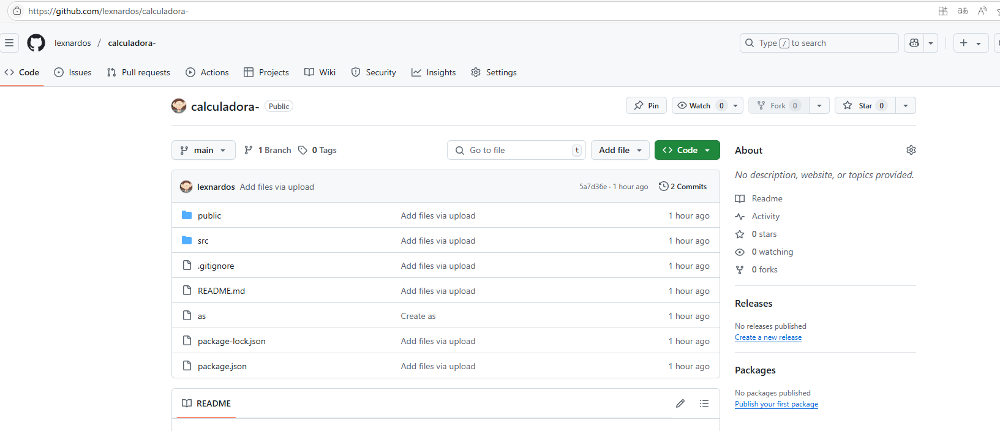 https://github.com/lexnardos/calculadora-
lexnardos / calculadora-
Type / to search
Code Issues Pull requests Actions Projects Wiki Security Insights Settings
calculadora- Public
Pin Watch 0 Fork 0 Star 0
main 1 Branch 0 Tags
Go to file t Add file Code
lexnardos Add files via upload 5a7d36e · 1 hour ago 2 Commits
public Add files via upload 1 hour ago
src Add files via upload 1 hour ago
.gitignore Add files via upload 1 hour ago
README.md Add files via upload 1 hour ago
as Create as 1 hour ago
package-lock.json Add files via upload 1 hour ago
package.json Add files via upload 1 hour ago
README
About
No description, website, or topics provided.
Readme
Activity
0 stars
0 watching
0 forks
Releases
No releases published
Create a new release
Packages
No packages published
Publish your first package